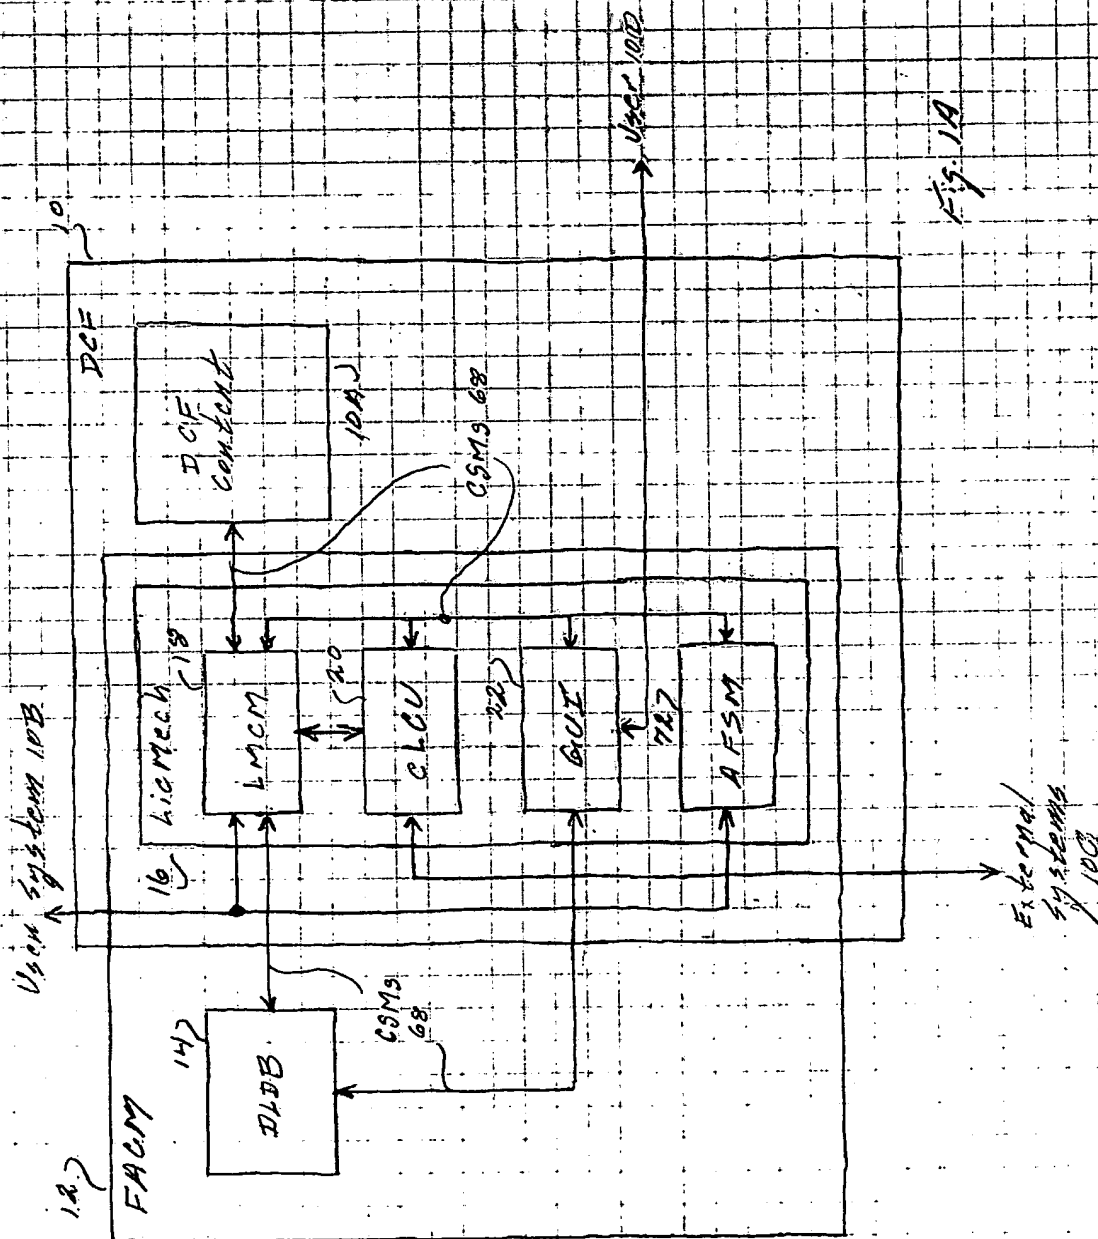 12
FACM
14
DLDB
CSMs
68
User System 10B
16
LicMech
18
LMCM
20
CLCU
22
GUI
72
AFSM
External
Systems
10C
CSMs 68
DCF
content
10A
DCF
10
User 10D
Fig. 1A